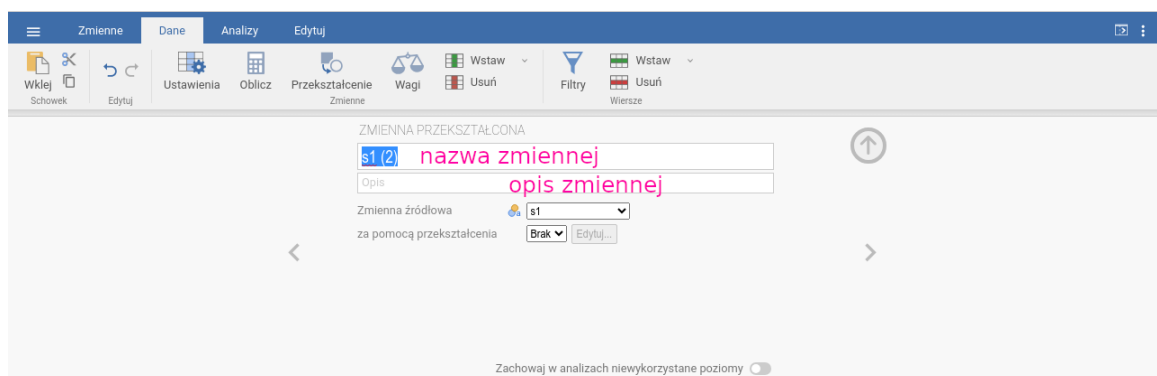 Zmienne Dane Analizy Edytuj
Wklej Ustawienia Oblicz Przekształcenie Wagi Wstaw Usuń Filtry Wstaw Usuń
Schowek Edytuj Zmienne Wiersze
ZMIENNA PRZEKSZTAŁCONA
s1 (2) nazwa zmiennej
Opis opis zmiennej
Zmienna źródłowa a s1
za pomocą przekształcenia Brak Edytuj...
Zachowaj w analizach niewykorzystane poziomy